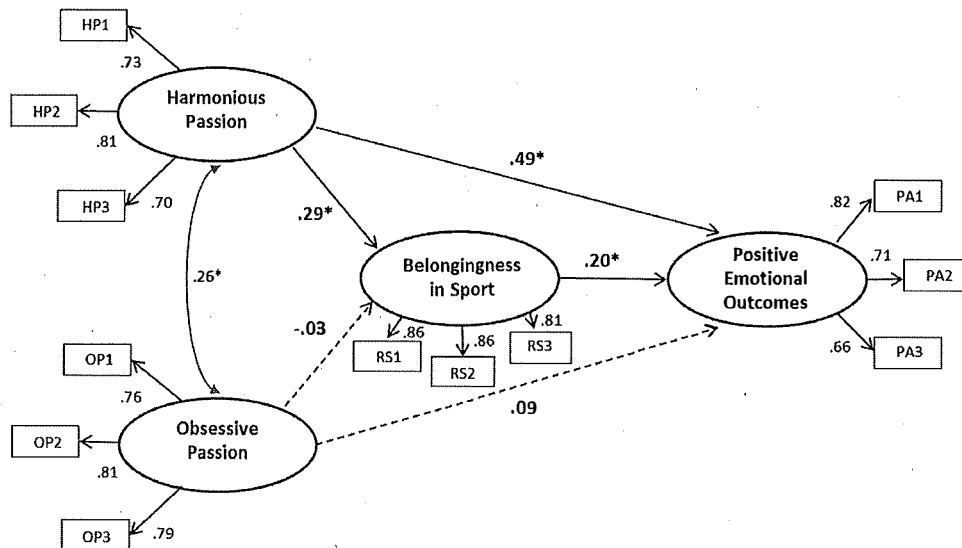 HP1
.73
HP2
.81
HP3
.70
Harmonious
Passion
.49*
.29*
.26*
Belongingness
in Sport
.20*
-.03
.86
RS1
.86
RS2
.81
RS3
Positive
Emotional
Outcomes
.82
PA1
.71
PA2
.66
PA3
OP1
.76
OP2
.81
OP3
.79
Obsessive
Passion
.09